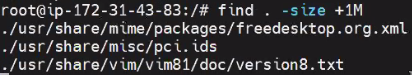 root@ip-172-31-43-83:/# find . -size +1M
./usr/share/mime/packages/freedesktop.org.xml
./usr/share/misc/pci.ids
./usr/share/vim/vim81/doc/version8.txt